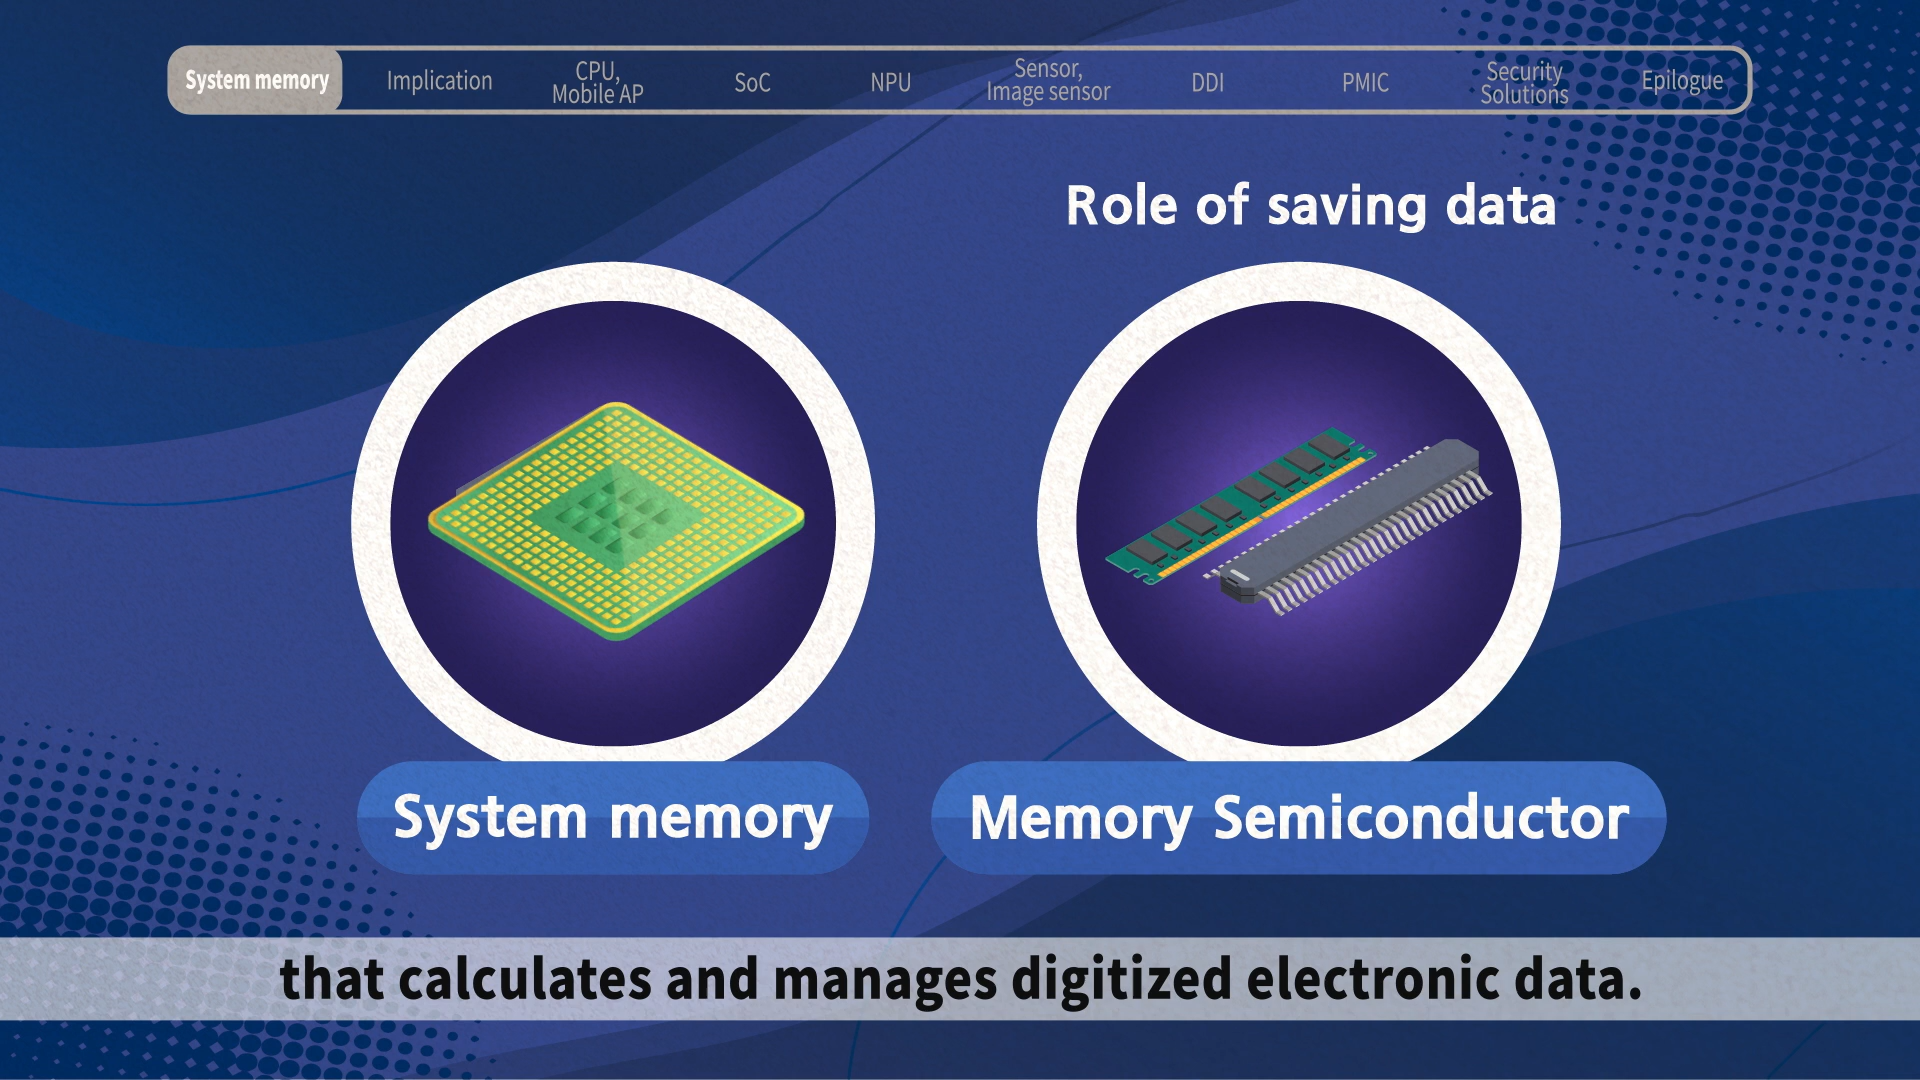 System memory
Implication
CPU,
Mobile AP
SoC
NPU
Sensor,
Image sensor
DDI
PMIC
Security
Solutions
Epilogue
Role of saving data
System memory
Memory Semiconductor
that calculates and manages digitized electronic data.